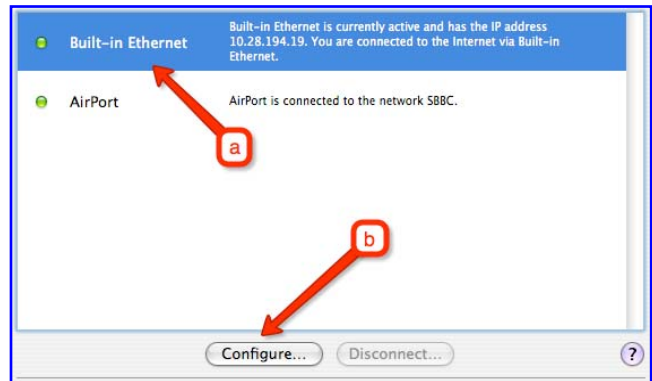 Built-in Ethernet
Built-in Ethernet is currently active and has the IP address
10.28.194.19. You are connected to the Internet via Built-in
Ethernet.
AirPort
AirPort is connected to the network SBBC.
a
b
Configure...
Disconnect...
?